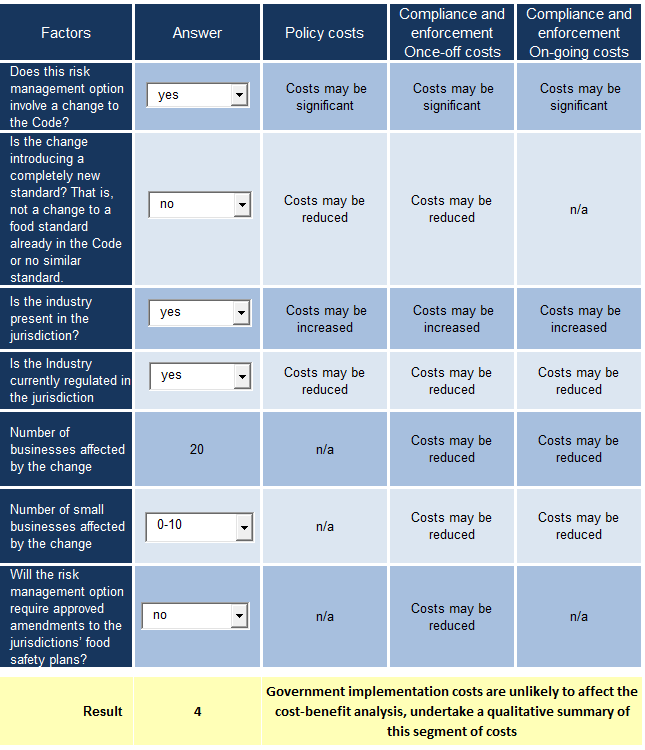 Factors
Answer
Policy costs
Compliance and
enforcement
Once-off costs
Compliance and
enforcement
On-going costs
Does this risk
management option
involve a change to
the Code?
yes
Costs may be
significant
Costs may be
significant
Costs may be
significant
Is the change
introducing a
completely new
standard? That is,
not a change to a
food standard
already in the Code
or no similar
standard.
no
Costs may be
reduced
Costs may be
reduced
n/a
Is the industry
present in the
jurisdiction?
yes
Costs may be
increased
Costs may be
increased
Costs may be
increased
Is the Industry
currently regulated in
the jurisdiction
yes
Costs may be
reduced
Costs may be
reduced
Costs may be
reduced
Number of
businesses affected
by the change
20
n/a
Costs may be
reduced
Costs may be
reduced
Number of small
businesses affected
by the change
0-10
n/a
Costs may be
reduced
Costs may be
reduced
Will the risk
management option
require approved
amendments to the
jurisdictions' food
safety plans?
no
n/a
Costs may be
reduced
n/a
Result
4
Government implementation costs are unlikely to affect the
cost-benefit analysis, undertake a qualitative summary of
this segment of costs